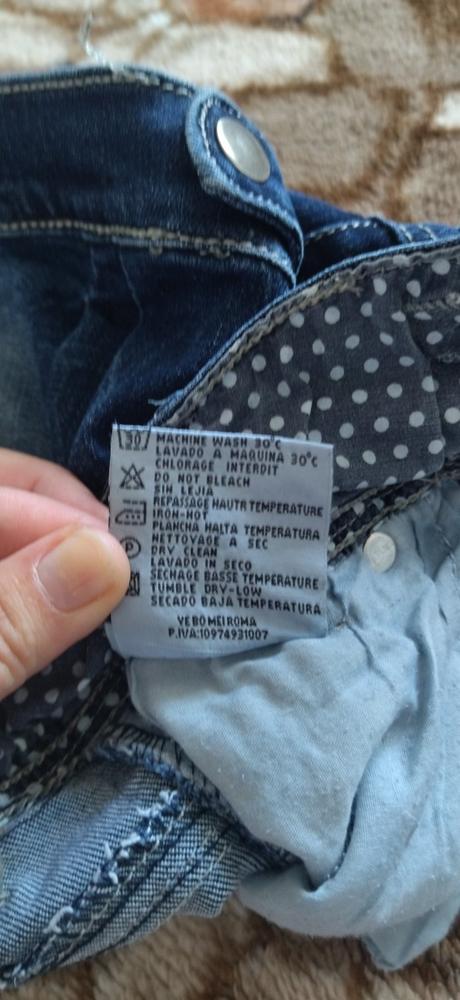 30 MACHINE WASH 30°C
LAVADO A MAQUINA 30°C
CHLORAGE INTERDIT
DO NOT BLEACH
SIN LEJIA
REPASSAGE HAUTR TEMPERATURE
IRON-HOT
PLANCHA HALTA TEMPERATURA
NETTOYAGE A SEC
P DRY CLEAN
LAVADO IN SECO
SECHAGE BASSE TEMPERATURE
TUMBLE DRY-LOW
SECADO BAJA TEMPERATURA
VEBOMEIROMA
P.IVA:10974931007